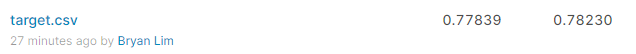 target.csv 0.77839 0.78230
27 minutes ago by Bryan Lim